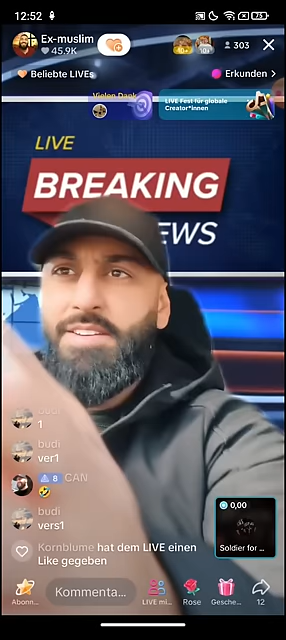 12:52
73
Ex-muslim
45.9K
303
Beliebte LIVEs
Erkunden >
Vielen Dank
LIVE Fest für globale
Creator*innen
LIVE
BREAKING
EWS
budi
1
budi
ver1
8 CAN
🤣
budi
vers1
Kornblume hat dem LIVE einen
Like gegeben
0,00
Soldier for ...
Abonn...
Kommenta...
LIVE mi...
Rose
Gesche...
12